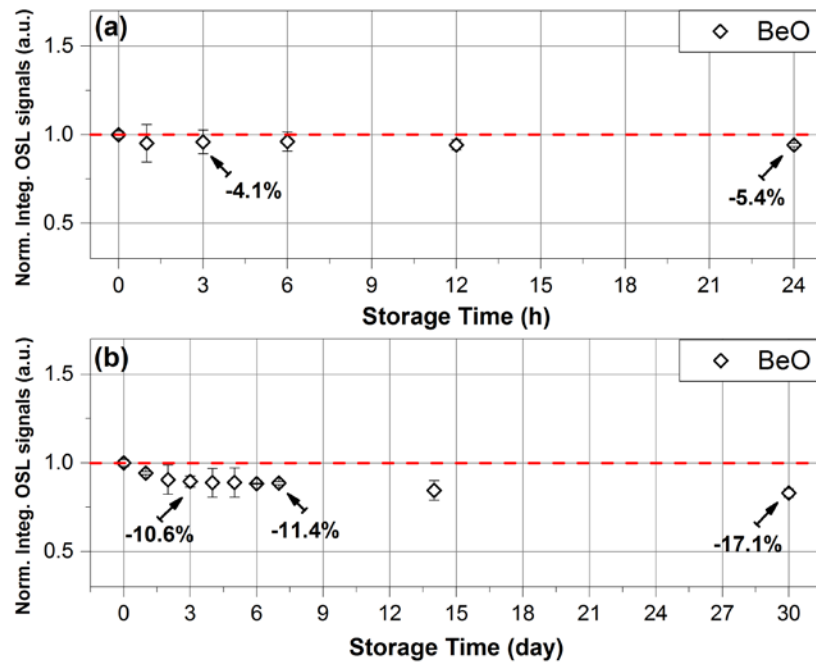 (a)
BeO
Norm. Integ. OSL signals (a.u.)
1.5
1.0
0.5
-4.1%
-5.4%
0 3 6 9 12 15 18 21 24
Storage Time (h)
(b)
BeO
Norm. Integ. OSL signals (a.u.)
1.5
1.0
0.5
-10.6%
-11.4%
-17.1%
0 3 6 9 12 15 18 21 24 27 30
Storage Time (day)